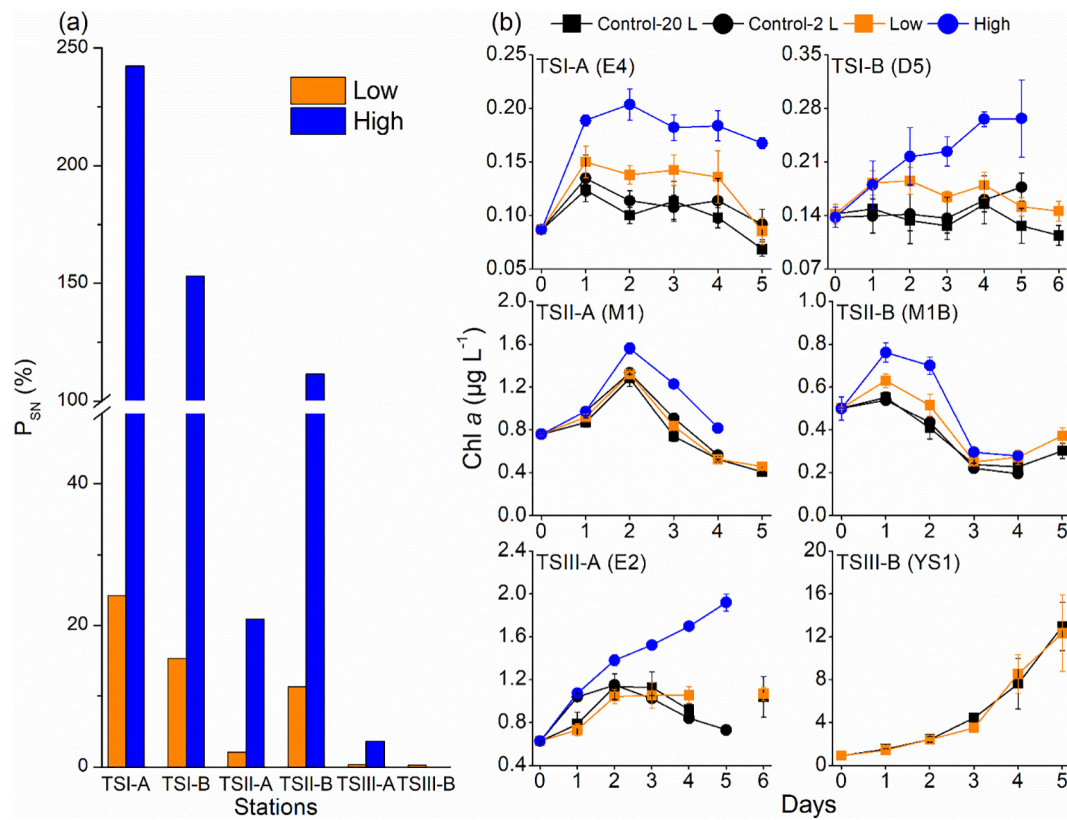 (a)
250
200
150
100
40
20
0
P_SN (%)
Low
High
TSI-A TSI-B TSII-A TSII-B TSIII-A TSIII-B
Stations
(b)
Control-20 L Control-2 L Low High
TSI-A (E4)
0.25
0.20
0.15
0.10
0.05
0 1 2 3 4 5
TSI-B (D5)
0.35
0.28
0.21
0.14
0.07
0 1 2 3 4 5 6
Chl a (µg L⁻¹)
TSII-A (M1)
2.0
1.6
1.2
0.8
0.4
0.0
0 1 2 3 4 5
TSII-B (M1B)
1.0
0.8
0.6
0.4
0.2
0.0
0 1 2 3 4 5
TSIII-A (E2)
2.4
2.0
1.6
1.2
0.8
0.4
0 1 2 3 4 5 6
TSIII-B (YS1)
20
16
12
8
4
0
0 1 2 3 4 5
Days